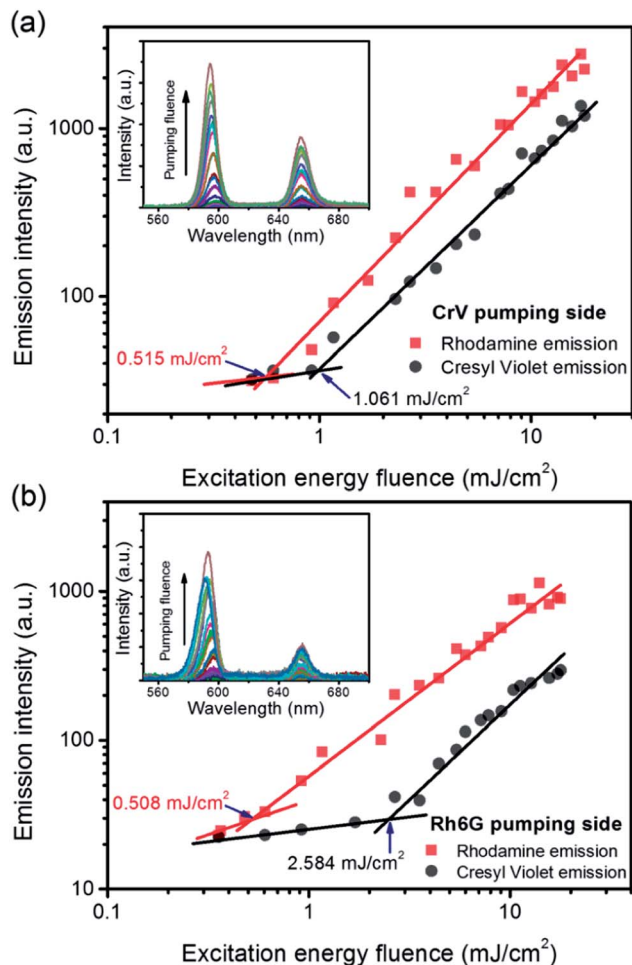 (a)
Emission intensity (a.u.)
1000
100
Intensity (a.u.)
Pumping fluence
560 600 640 680
Wavelength (nm)
0.515 mJ/cm²
1.061 mJ/cm²
CrV pumping side
Rhodamine emission
Cresyl Violet emission
0.1 1 10
Excitation energy fluence (mJ/cm²)
(b)
Emission intensity (a.u.)
1000
100
10
Intensity (a.u.)
Pumping fluence
560 600 640 680
Wavelength (nm)
0.508 mJ/cm²
2.584 mJ/cm²
Rh6G pumping side
Rhodamine emission
Cresyl Violet emission
0.1 1 10
Excitation energy fluence (mJ/cm²)